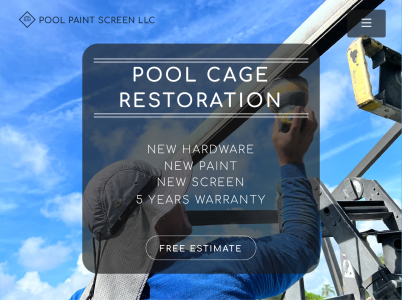 POOL PAINT SCREEN LLC
POOL CAGE
RESTORATION
NEW HARDWARE
NEW PAINT
NEW SCREEN
5 YEARS WARRANTY
FREE ESTIMATE